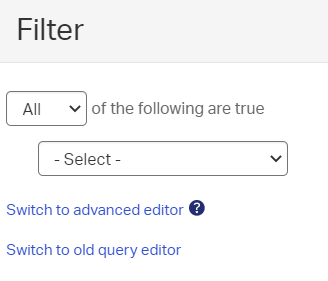 Filter
All of the following are true
- Select -
Switch to advanced editor ?
Switch to old query editor